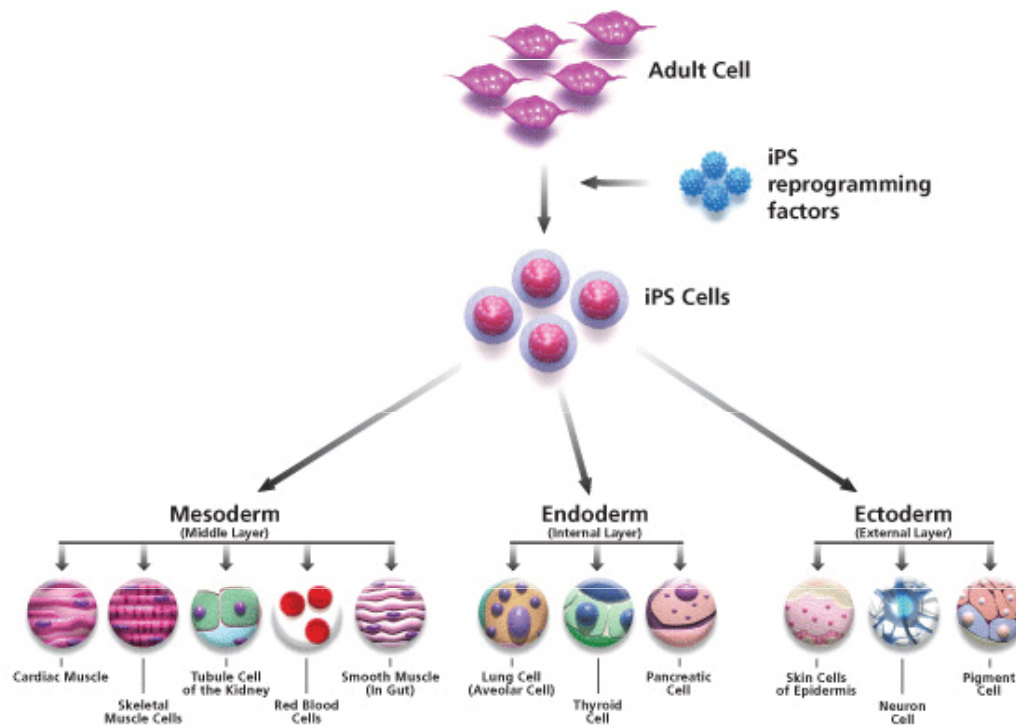 Adult Cell
iPS
reprogramming
factors
iPS Cells
Mesoderm
(Middle Layer)
Endoderm
(Internal Layer)
Ectoderm
(External Layer)
Cardiac Muscle
Skeletal
Muscle Cells
Tubule Cell
of the Kidney
Red Blood
Cells
Smooth Muscle
(In Gut)
Lung Cell
(Aveolar Cell)
Thyroid
Cell
Pancreatic
Cell
Skin Cells
of Epidermis
Neuron
Cell
Pigment
Cell